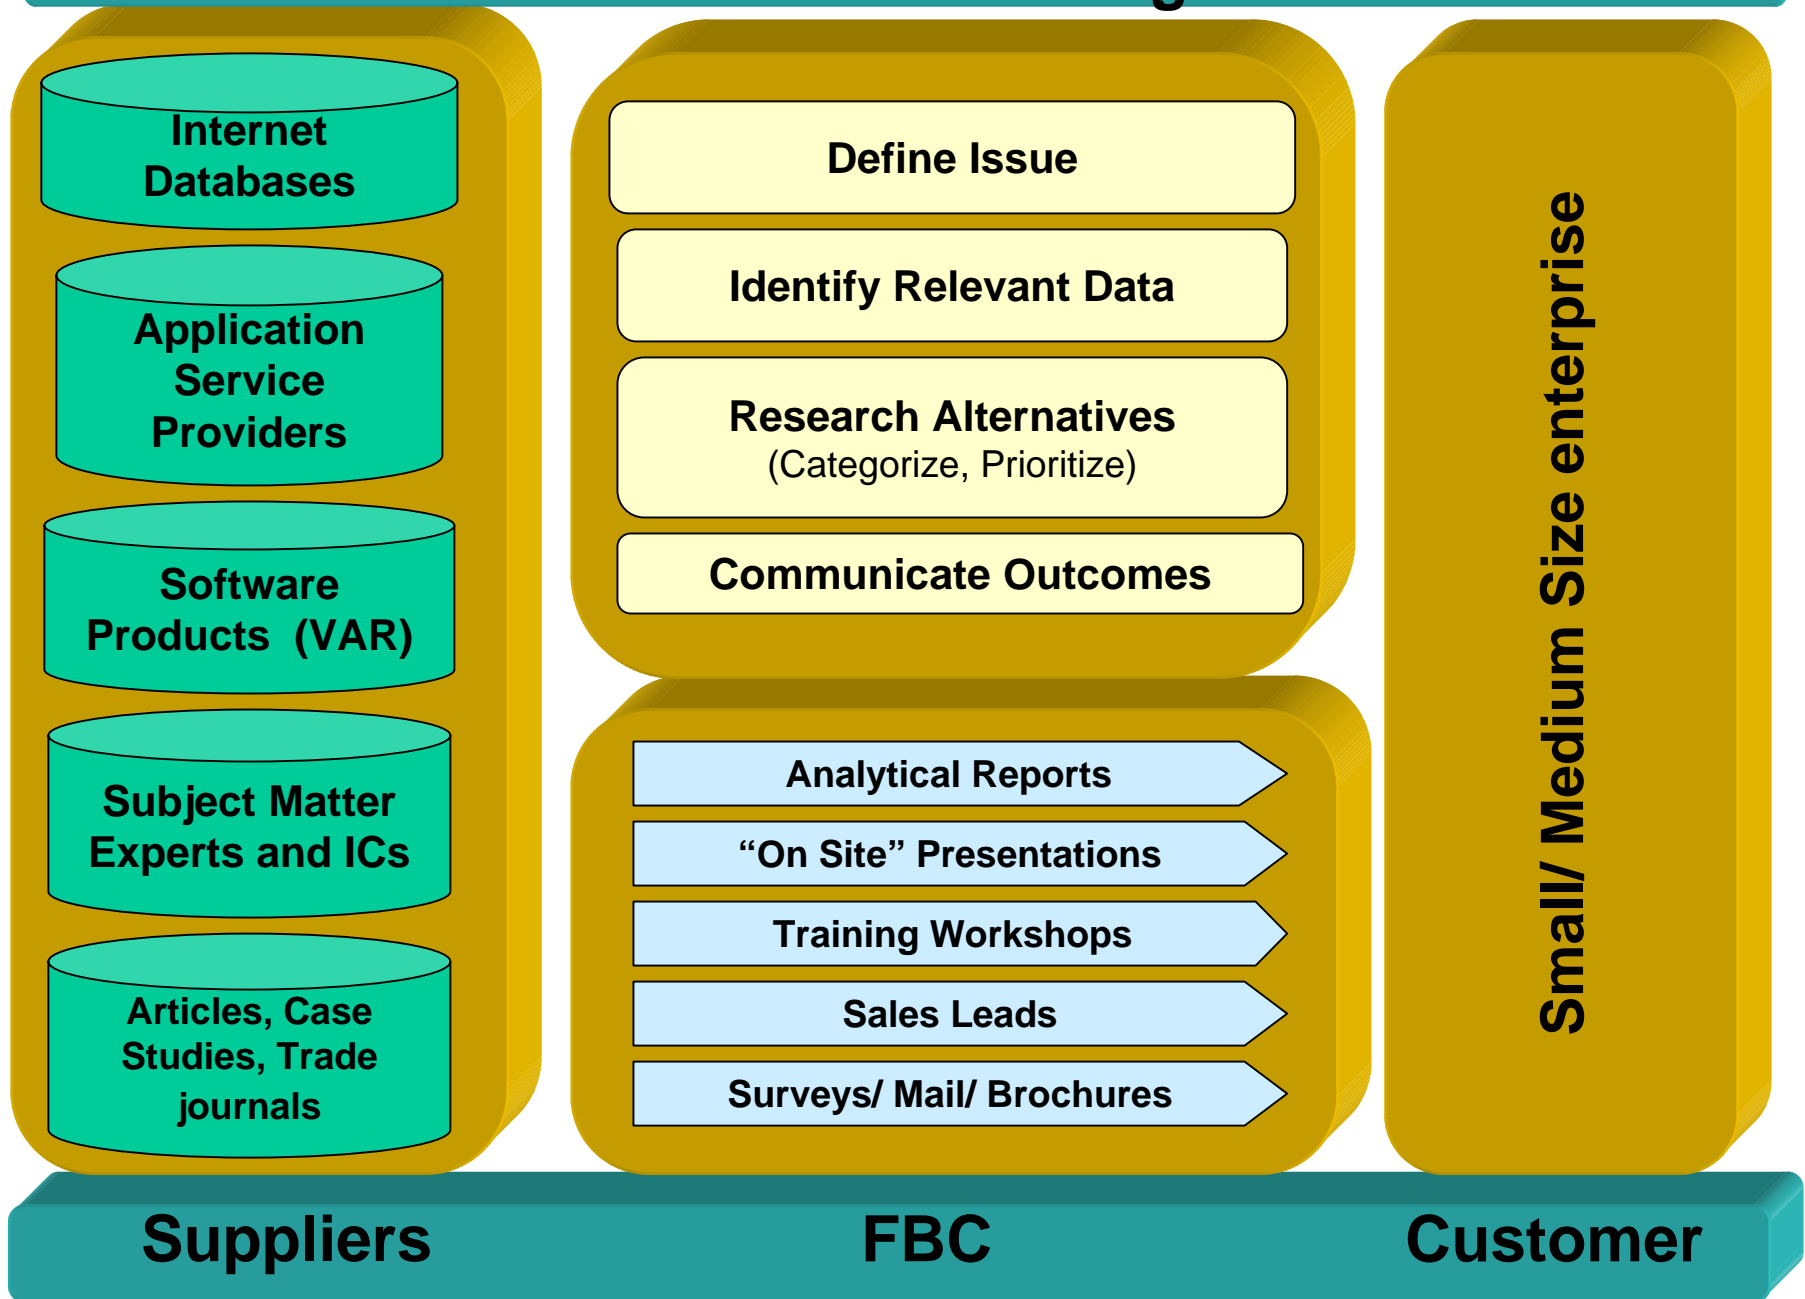 Internet
Databases
Application
Service
Providers
Software
Products (VAR)
Subject Matter
Experts and ICs
Articles, Case
Studies, Trade
journals
Define Issue
Identify Relevant Data
Research Alternatives
(Categorize, Prioritize)
Communicate Outcomes
Analytical Reports
“On Site” Presentations
Training Workshops
Sales Leads
Surveys/ Mail/ Brochures
Small/ Medium Size enterprise
Suppliers
FBC
Customer